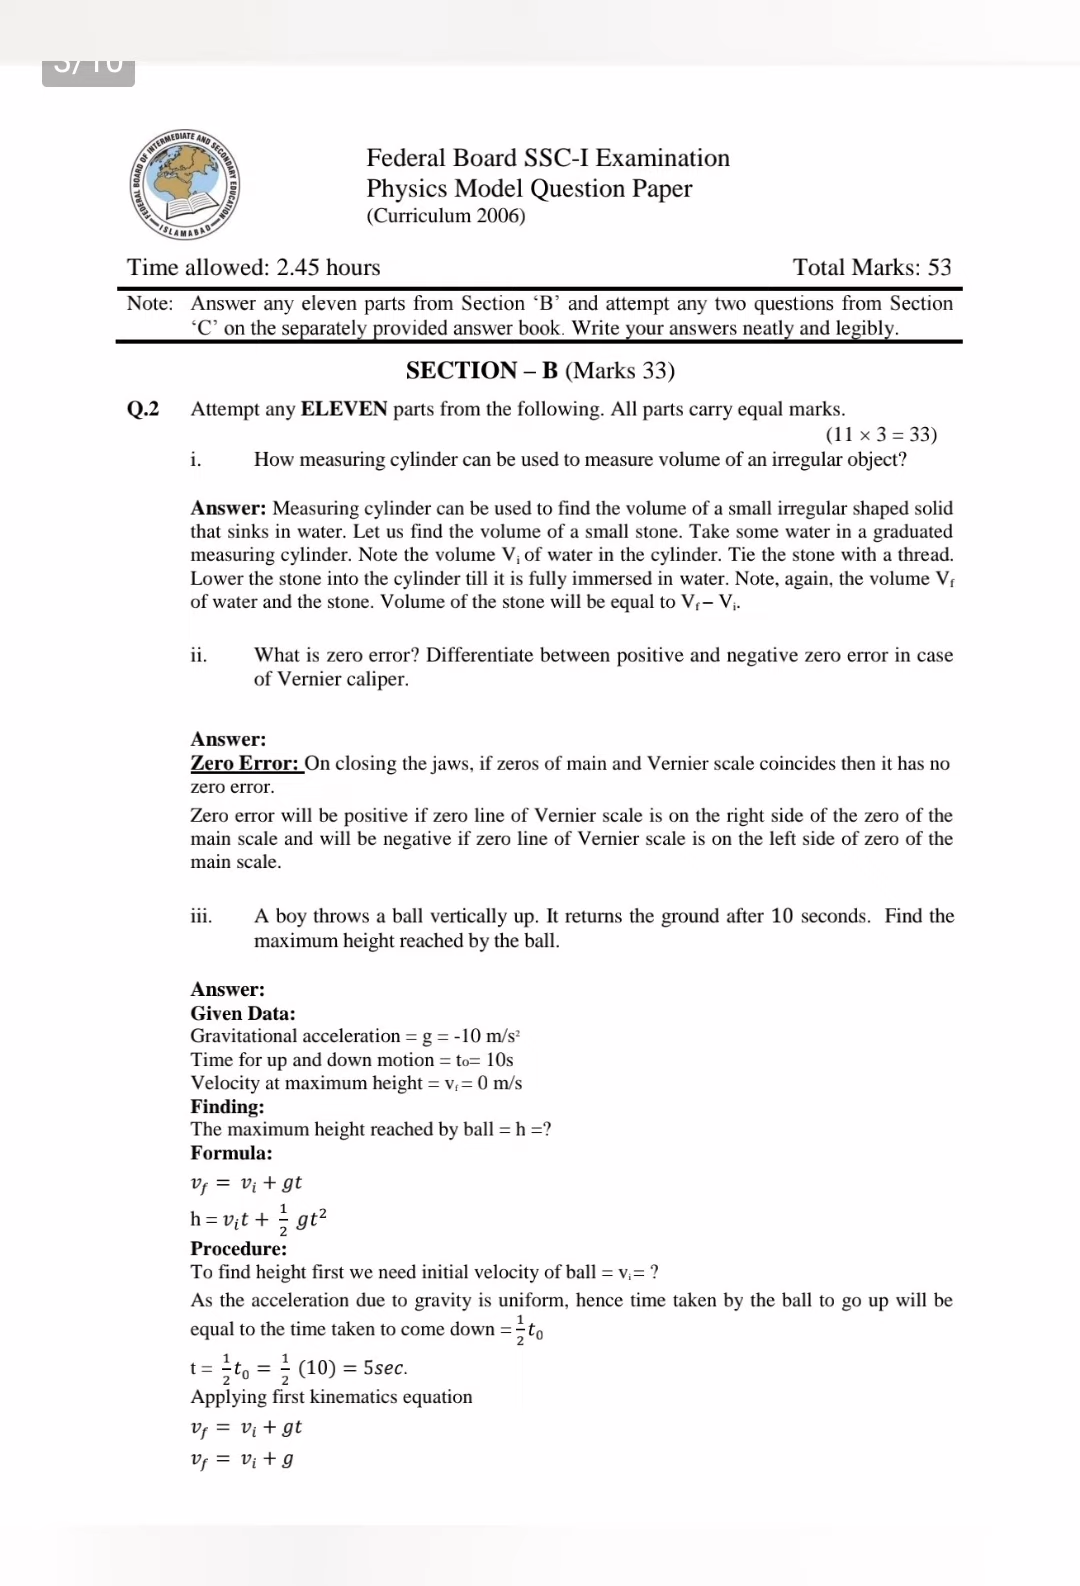 3/10
FEDERAL BOARD OF INTERMEDIATE AND SECONDARY EDUCATION
ISLAMABAD
Federal Board SSC-I Examination
Physics Model Question Paper
(Curriculum 2006)
Time allowed: 2.45 hours Total Marks: 53
Note: Answer any eleven parts from Section ‘B’ and attempt any two questions from Section
‘C’ on the separately provided answer book. Write your answers neatly and legibly.
SECTION – B (Marks 33)
Q.2 Attempt any ELEVEN parts from the following. All parts carry equal marks.
(11 × 3 = 33)
i. How measuring cylinder can be used to measure volume of an irregular object?
Answer: Measuring cylinder can be used to find the volume of a small irregular shaped solid
that sinks in water. Let us find the volume of a small stone. Take some water in a graduated
measuring cylinder. Note the volume Vᵢ of water in the cylinder. Tie the stone with a thread.
Lower the stone into the cylinder till it is fully immersed in water. Note, again, the volume V_f
of water and the stone. Volume of the stone will be equal to V_f – Vᵢ.
ii. What is zero error? Differentiate between positive and negative zero error in case
of Vernier caliper.
Answer:
Zero Error: On closing the jaws, if zeros of main and Vernier scale coincides then it has no
zero error.
Zero error will be positive if zero line of Vernier scale is on the right side of the zero of the
main scale and will be negative if zero line of Vernier scale is on the left side of zero of the
main scale.
iii. A boy throws a ball vertically up. It returns the ground after 10 seconds. Find the
maximum height reached by the ball.
Answer:
Given Data:
Gravitational acceleration = g = -10 m/s²
Time for up and down motion = t₀= 10s
Velocity at maximum height = v_f = 0 m/s
Finding:
The maximum height reached by ball = h =?
Formula:
v_f = vᵢ + gt
h = vᵢt + 1/2 gt²
Procedure:
To find height first we need initial velocity of ball = vᵢ= ?
As the acceleration due to gravity is uniform, hence time taken by the ball to go up will be
equal to the time taken to come down = 1/2 t₀
t = 1/2 t₀ = 1/2 (10) = 5sec.
Applying first kinematics equation
v_f = vᵢ + gt
v_f = vᵢ + g